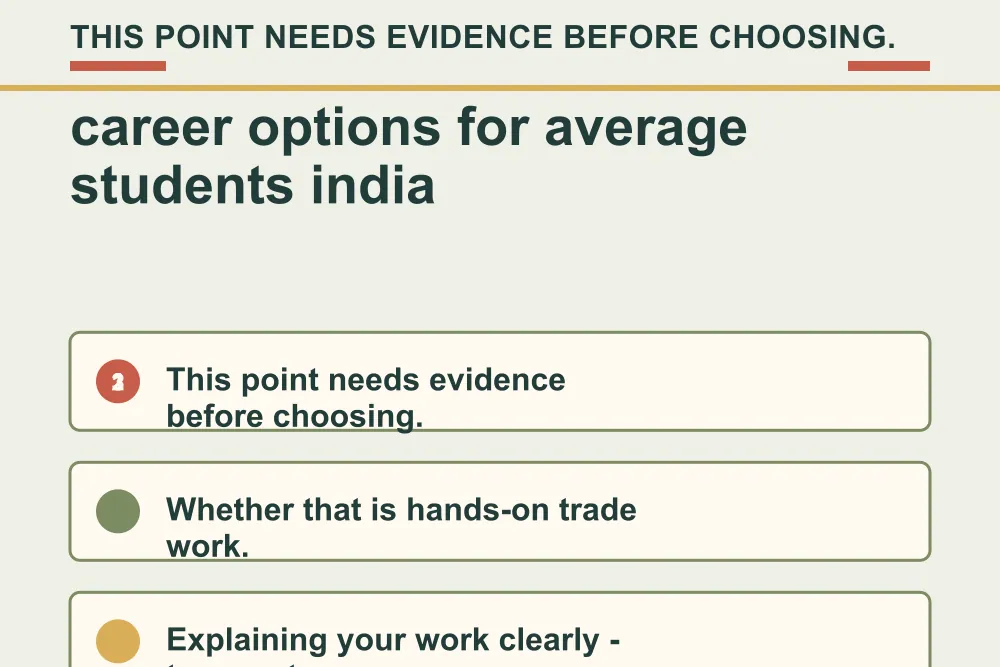 THIS POINT NEEDS EVIDENCE BEFORE CHOOSING.
career options for average
students india
This point needs evidence
before choosing.
Whether that is hands-on trade
work.
Explaining your work clearly -